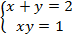 x + y = 2
xy = 1